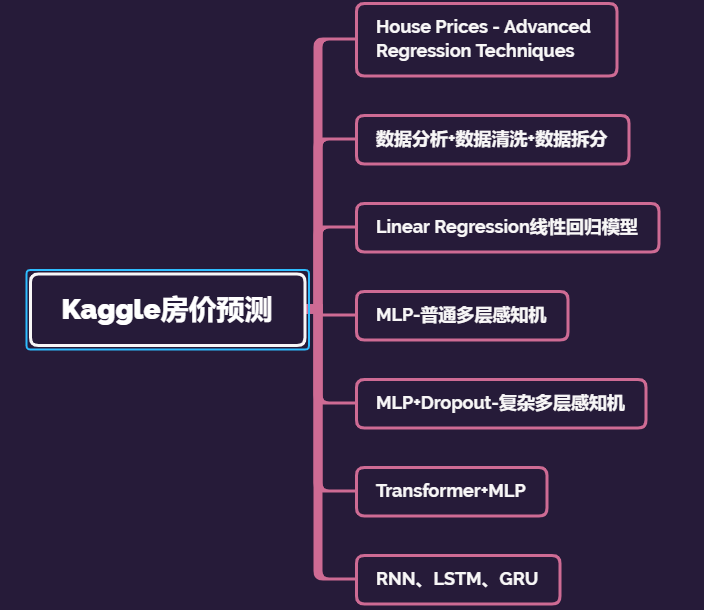 House Prices - Advanced
Regression Techniques
数据分析+数据清洗+数据拆分
Linear Regression线性回归模型
Kaggle房价预测
MLP-普通多层感知机
MLP+Dropout-复杂多层感知机
Transformer+MLP
RNN、LSTM、GRU